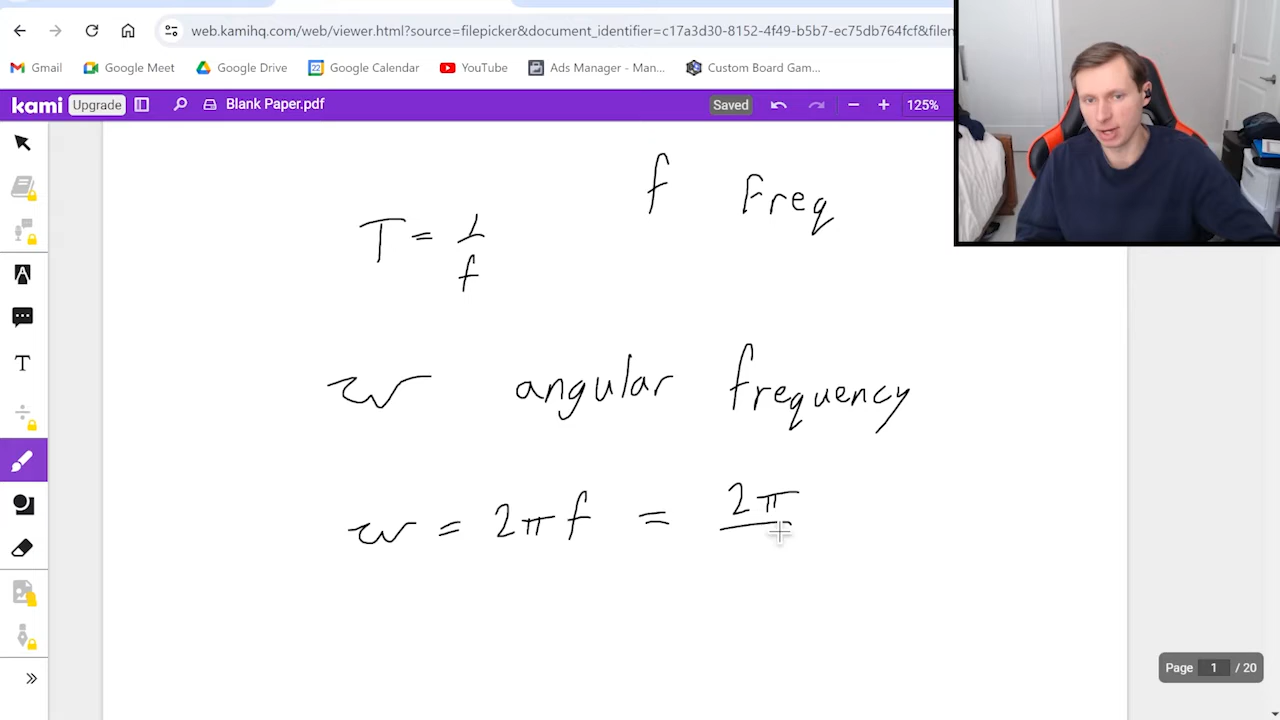 web.kamihq.com/web/viewer.html?source=filepicker&document_identifier=c17a3d30-8152-4f49-b5b7-ec75db764fcf&filen
Gmail Google Meet Google Drive 22 Google Calendar YouTube Ads Manager - Man... Custom Board Gam...
kami Upgrade Blank Paper.pdf Saved 125%
f Freq
T = 1
f
ω angular frequency
ω = 2πf = 2π
Page 1 / 20